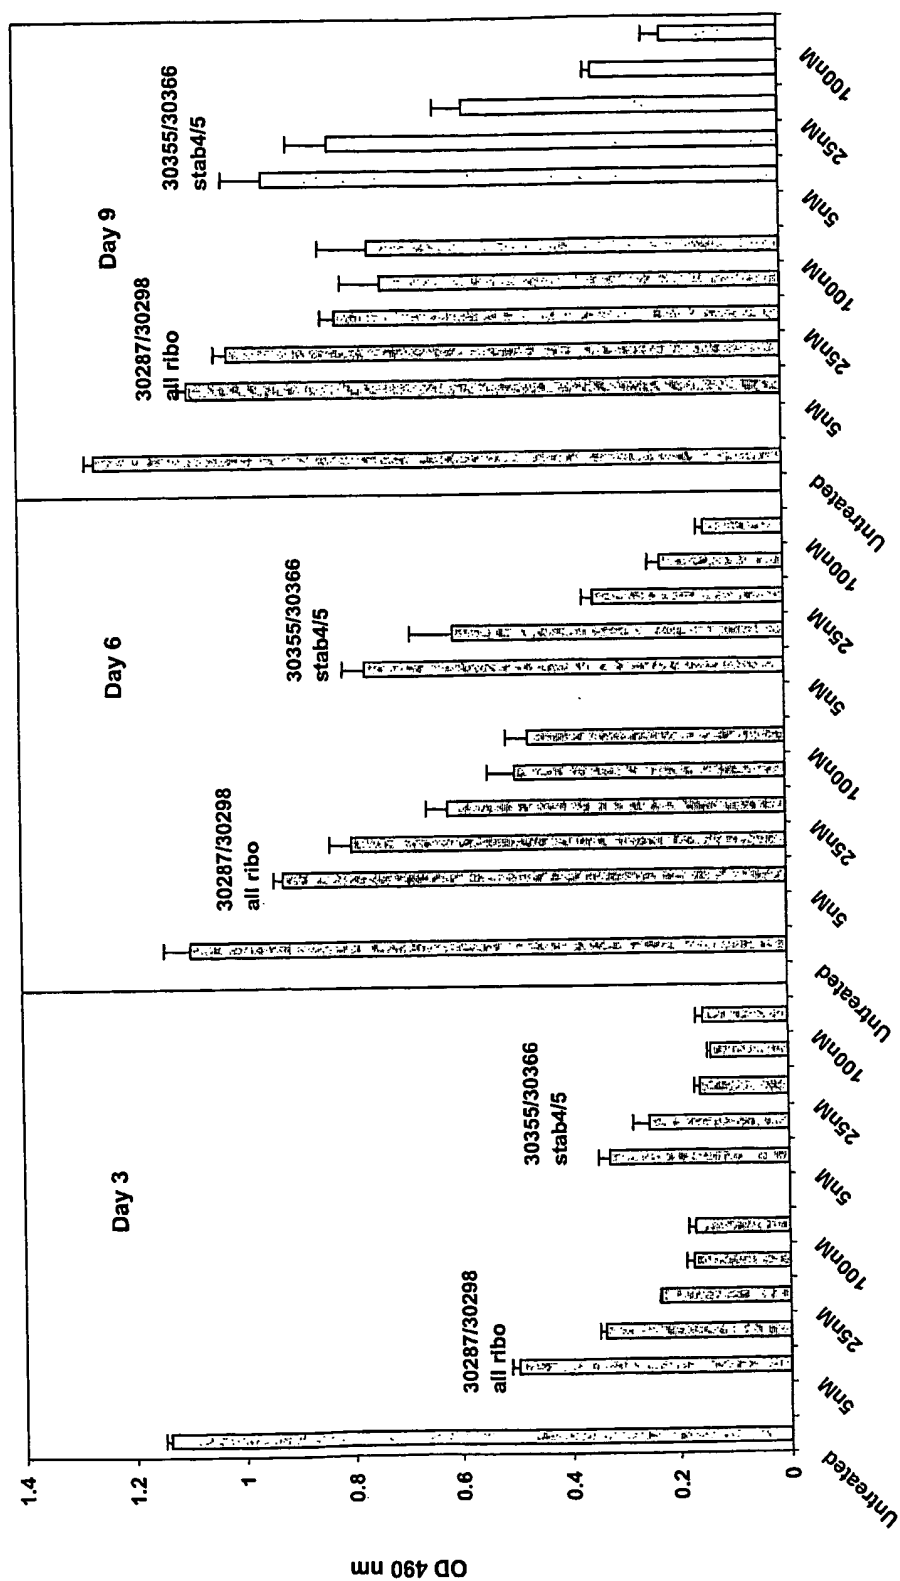 OD 490 nm
1.4
1.2
1
0.8
0.6
0.4
0.2
0
Day 3
30287/30298
all ribo
30355/30366
stab4/5
Day 6
30287/30298
all ribo
30355/30366
stab4/5
Day 9
30287/30298
all ribo
30355/30366
stab4/5
Untreated
5nM
25nM
100nM
5nM
25nM
100nM
Untreated
5nM
25nM
100nM
5nM
25nM
100nM
Untreated
5nM
25nM
100nM
5nM
25nM
100nM